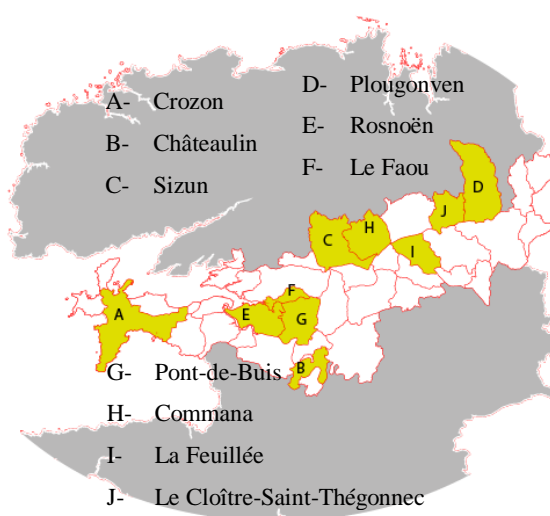 A- Crozon
B- Châteaulin
C- Sizun
D- Plougonven
E- Rosnoën
F- Le Faou
D
J
H
C
I
F
A
E
G
B
G- Pont-de-Buis
H- Commana
I- La Feuillée
J- Le Cloître-Saint-Thégonnec